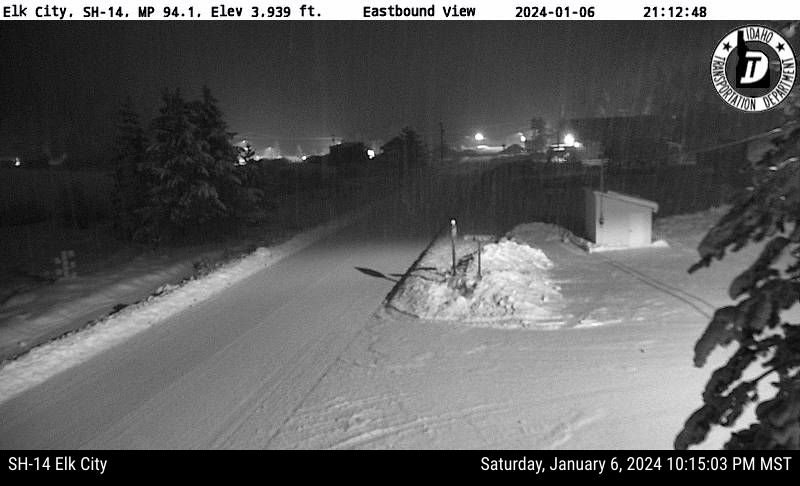 Elk City, SH-14, MP 94.1, Elev 3,939 ft. Eastbound View 2024-01-06 21:12:48
IDAHO
TRANSPORTATION DEPARTMENT
SH-14 Elk City Saturday, January 6, 2024 10:15:03 PM MST